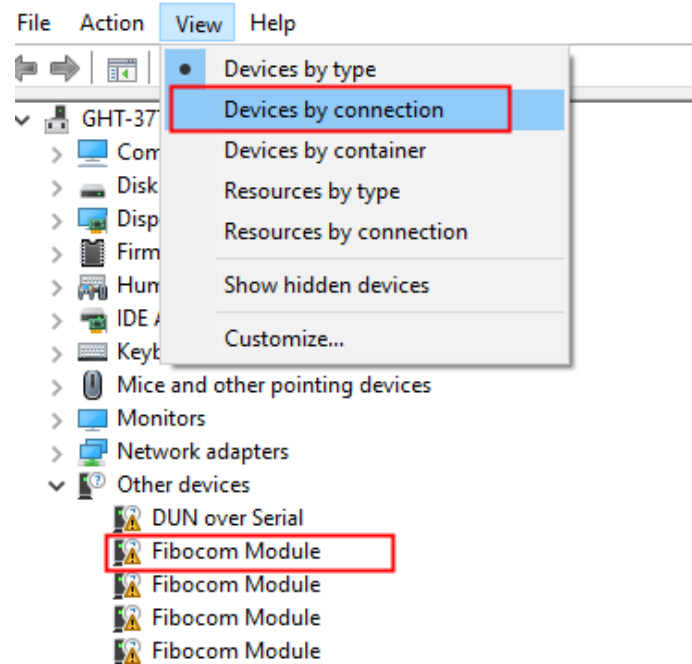 File Action View Help
Devices by type
GHT-37
Devices by connection
Com
Devices by container
Disk
Resources by type
Disp
Resources by connection
Firm
Hum
Show hidden devices
IDE
Customize...
Keyb
Mice and other pointing devices
Monitors
Network adapters
Other devices
DUN over Serial
Fibocom Module
Fibocom Module
Fibocom Module
Fibocom Module